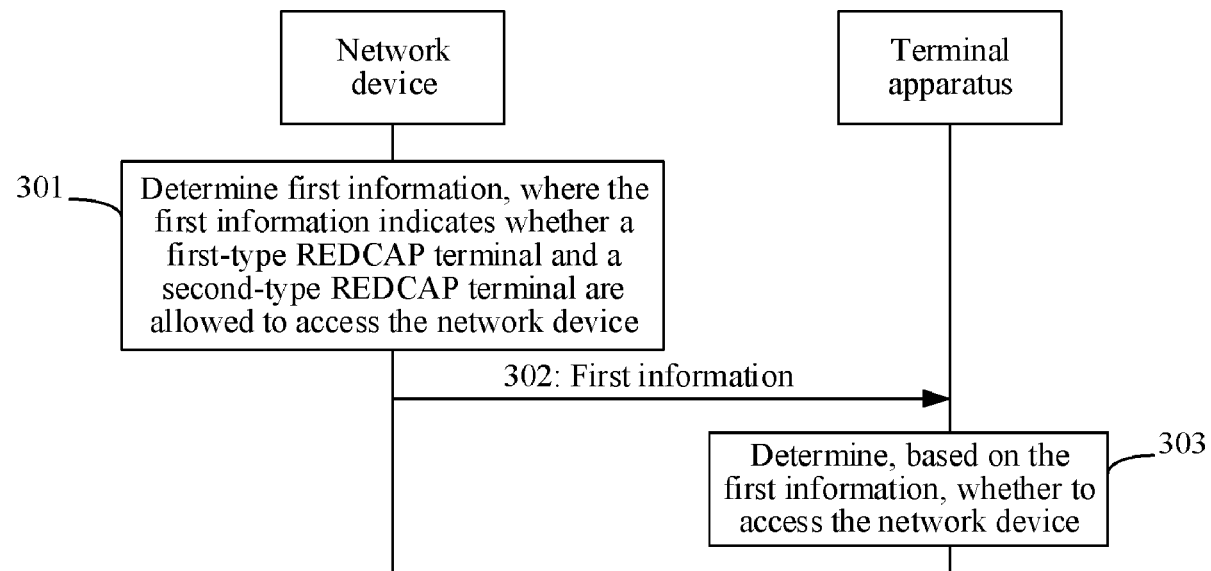 Network
device
Terminal
apparatus
301
Determine first information, where the
first information indicates whether a
first-type REDCAP terminal and a
second-type REDCAP terminal are
allowed to access the network device
302: First information
Determine, based on the
first information, whether to
access the network device
303